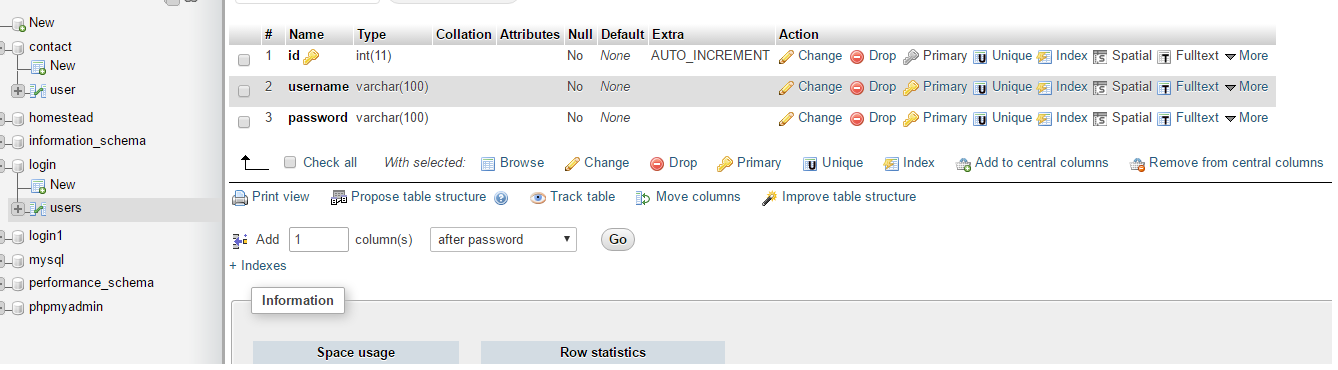 New
contact
New
user
homestead
information_schema
login
New
users
login1
mysql
performance_schema
phpmyadmin
# Name Type Collation Attributes Null Default Extra Action
1 id int(11) No None AUTO_INCREMENT Change Drop Primary Unique Index Spatial Fulltext More
2 username varchar(100) No None Change Drop Primary Unique Index Spatial Fulltext More
3 password varchar(100) No None Change Drop Primary Unique Index Spatial Fulltext More
Check all With selected: Browse Change Drop Primary Unique Index Add to central columns Remove from central columns
Print view Propose table structure Track table Move columns Improve table structure
Add 1 column(s) after password Go
+ Indexes
Information
Space usage Row statistics